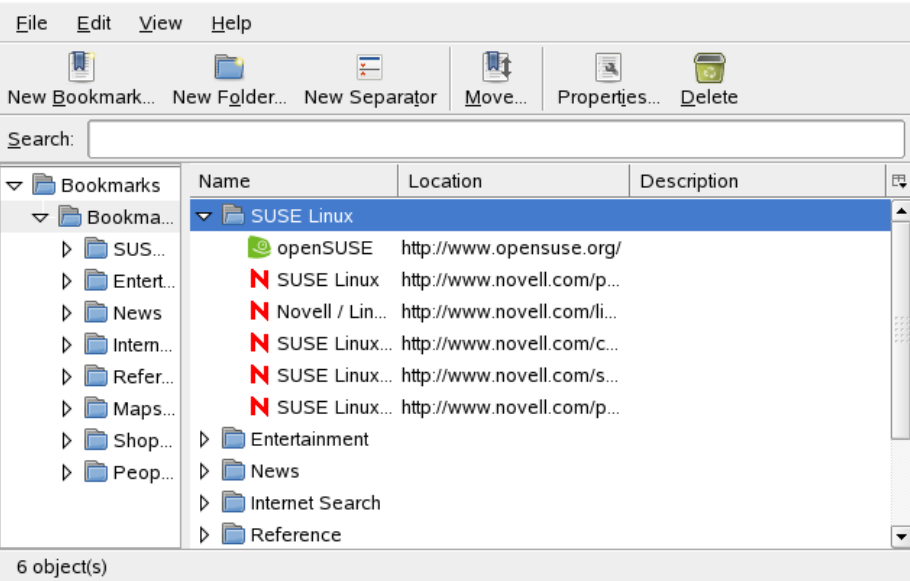 File Edit View Help
New Bookmark... New Folder... New Separator Move... Properties... Delete
Search:
Bookmarks
Bookma...
SUS...
Entert...
News
Intern...
Refer...
Maps...
Shop...
Peop...
Name Location Description
SUSE Linux
openSUSE http://www.opensuse.org/
SUSE Linux http://www.novell.com/p...
Novell / Lin... http://www.novell.com/li...
SUSE Linux... http://www.novell.com/c...
SUSE Linux... http://www.novell.com/s...
SUSE Linux... http://www.novell.com/p...
Entertainment
News
Internet Search
Reference
6 object(s)